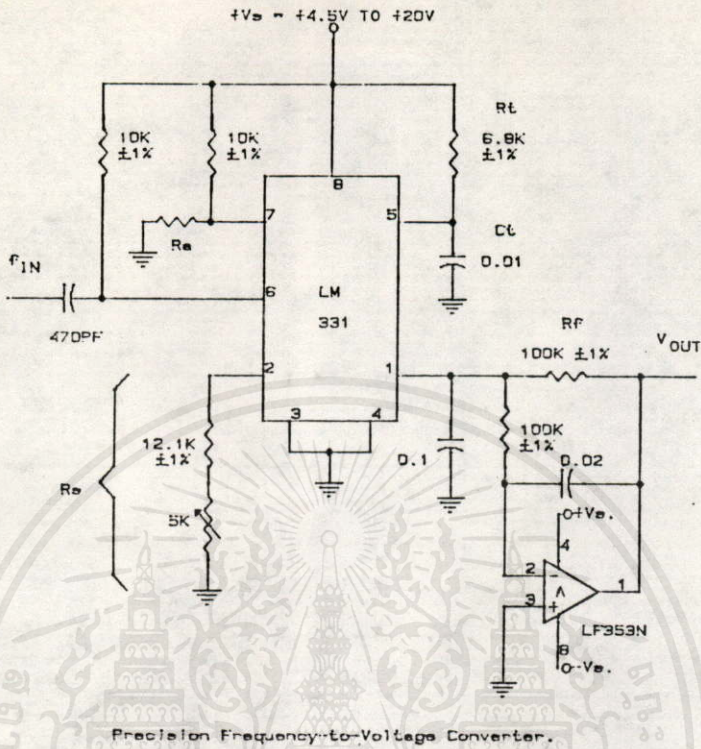 +Vs = +4.5V TO +20V
10K
±1%
10K
±1%
Rt
6.8K
±1%
8
7
5
Rs
Ct
0.01
fIN
6
LM
331
470PF
Rf
100K ±1%
VOUT
2
1
3
4
12.1K
±1%
100K
±1%
0.1
0.02
Rs
5K
+Vs.
4
2
-
A
1
3
+
LF353N
8
-Vs.
Precision Frequency-to-Voltage Converter.